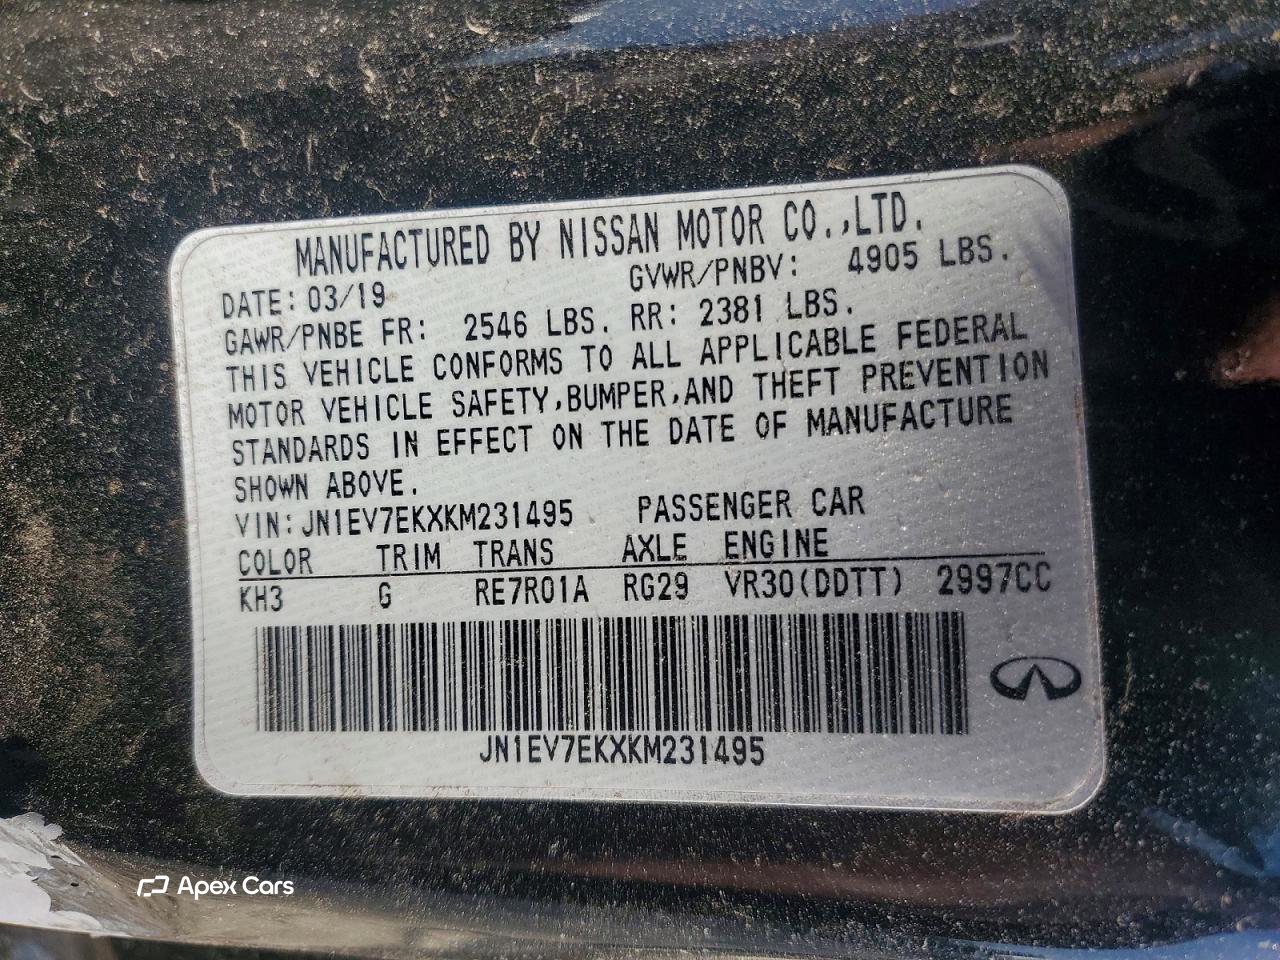 MANUFACTURED BY NISSAN MOTOR CO.,LTD.
DATE: 03/19 GVWR/PNBV: 4905 LBS.
GAWR/PNBE FR: 2546 LBS. RR: 2381 LBS.
THIS VEHICLE CONFORMS TO ALL APPLICABLE FEDERAL
MOTOR VEHICLE SAFETY,BUMPER,AND THEFT PREVENTION
STANDARDS IN EFFECT ON THE DATE OF MANUFACTURE
SHOWN ABOVE.
VIN: JN1EV7EKXKM231495 PASSENGER CAR
COLOR TRIM TRANS AXLE ENGINE
KH3 G RE7R01A RG29 VR30(DDTT) 2997CC
JN1EV7EKXKM231495
Apex Cars